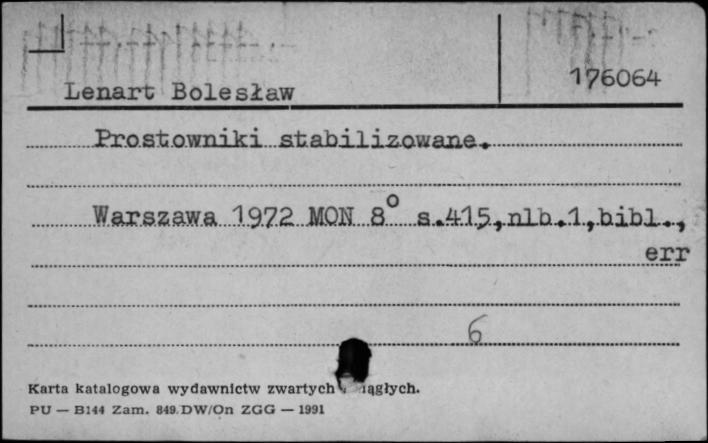 176064
Lenart Bolesław
Prostowniki stabilizowane.
Warszawa 1972 MON 8° s.415,nlb.1,bibl.,
err
6
Karta katalogowa wydawnictw zwartych
PU — B144 Zam. 849.DW/On ZGG — 1991